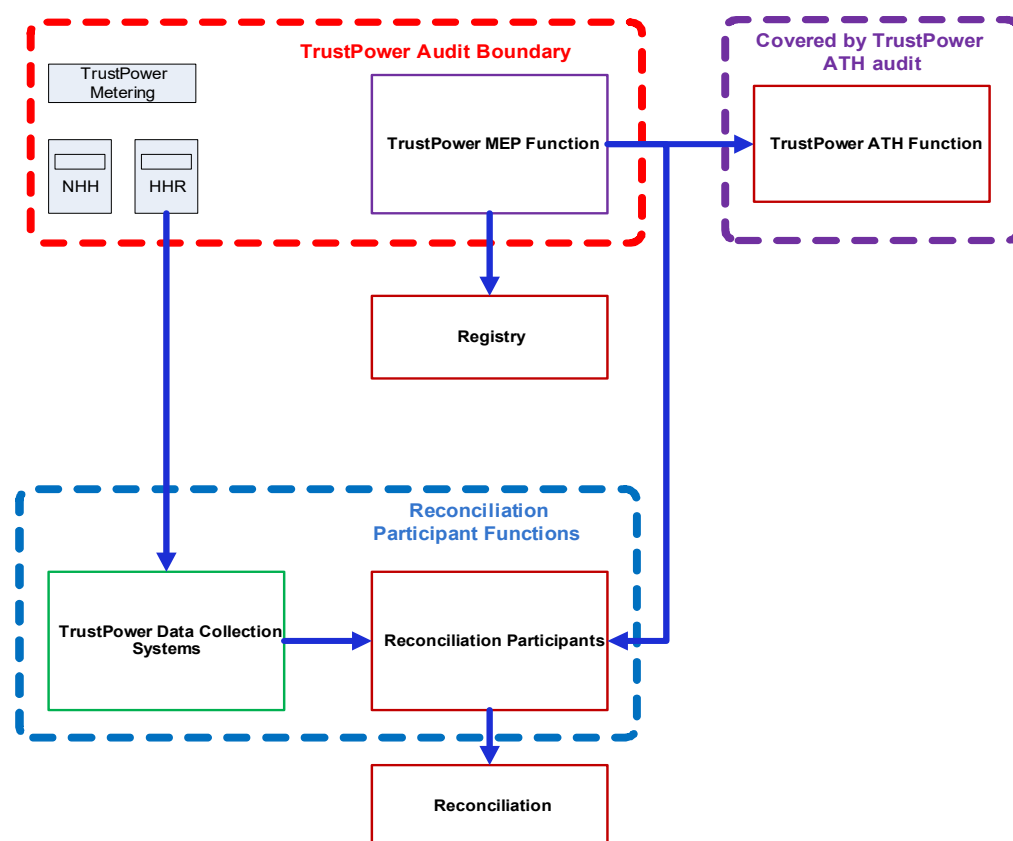 TrustPower Audit Boundary
Covered by TrustPower
ATH audit
TrustPower
Metering
TrustPower MEP Function
TrustPower ATH Function
NHH
HHR
Registry
Reconciliation
Participant Functions
TrustPower Data Collection
Systems
Reconciliation Participants
Reconciliation